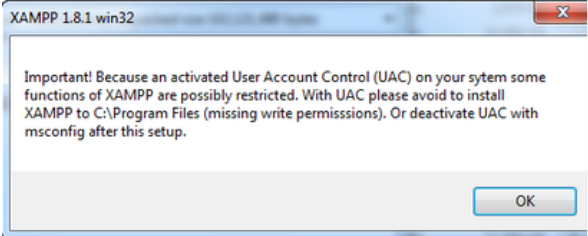 XAMPP 1.8.1 win32
Important! Because an activated User Account Control (UAC) on your sytem some
functions of XAMPP are possibly restricted. With UAC please avoid to install
XAMPP to C:\Program Files (missing write permisssions). Or deactivate UAC with
msconfig after this setup.
OK